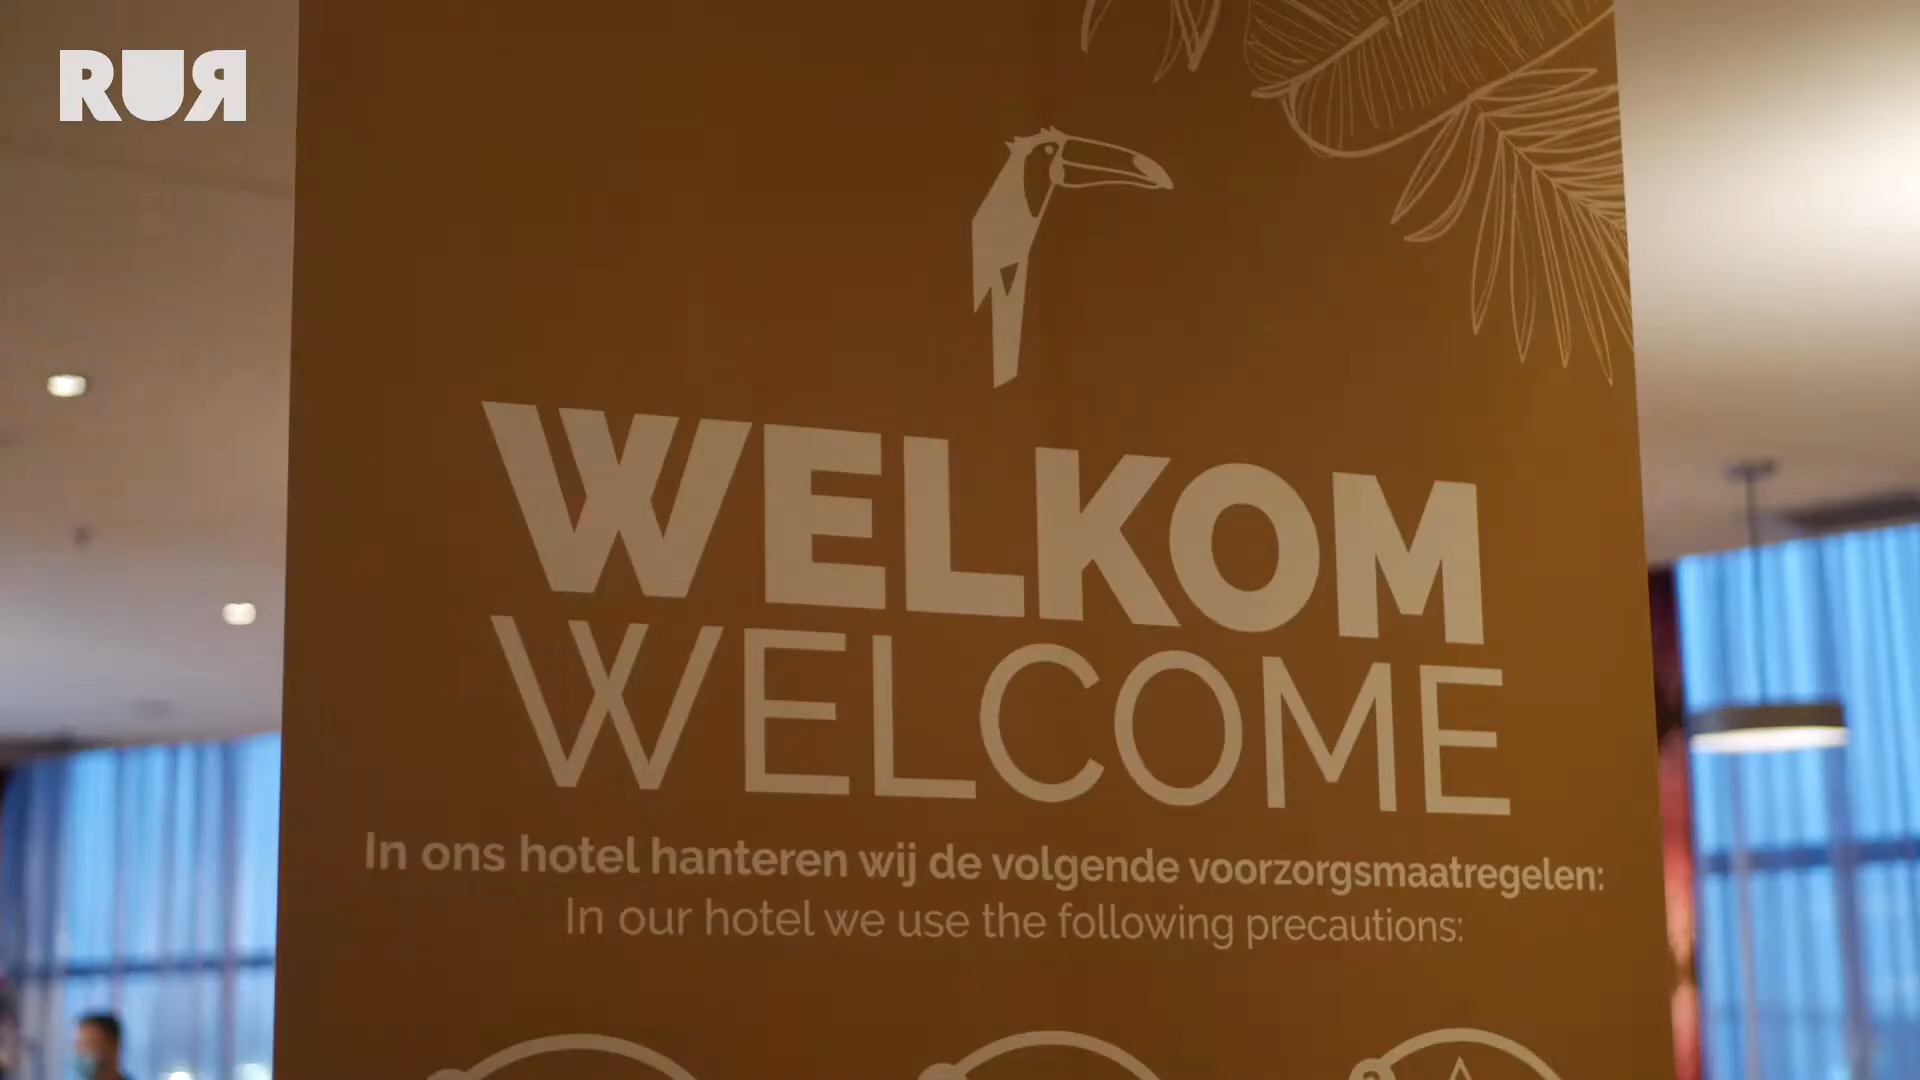 RUR
WELKOM
WELCOME
In ons hotel hanteren wij de volgende voorzorgsmaatregelen:
In our hotel we use the following precautions: